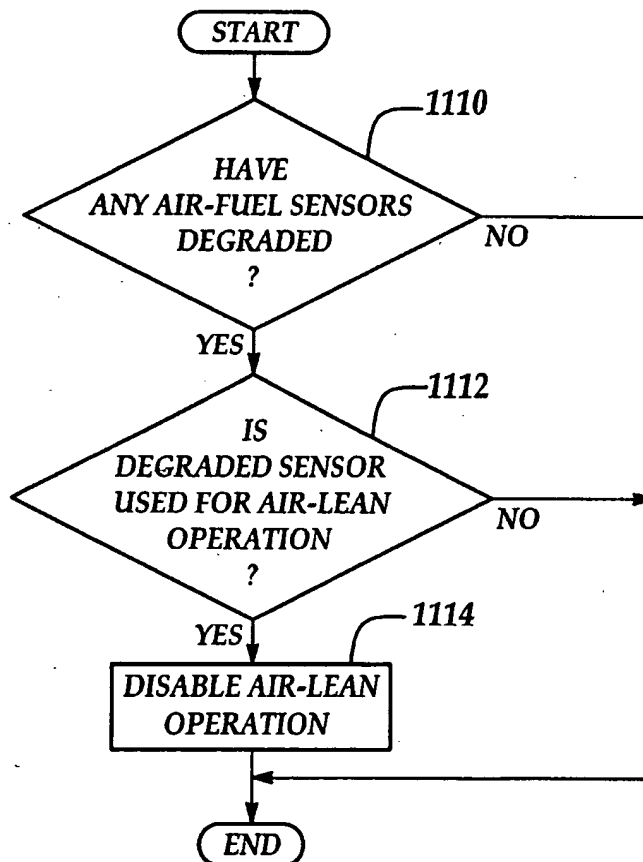 START
1110
HAVE
ANY AIR-FUEL SENSORS
DEGRADED
?
NO
YES
1112
IS
DEGRADED SENSOR
USED FOR AIR-LEAN
OPERATION
?
NO
YES
1114
DISABLE AIR-LEAN
OPERATION
END